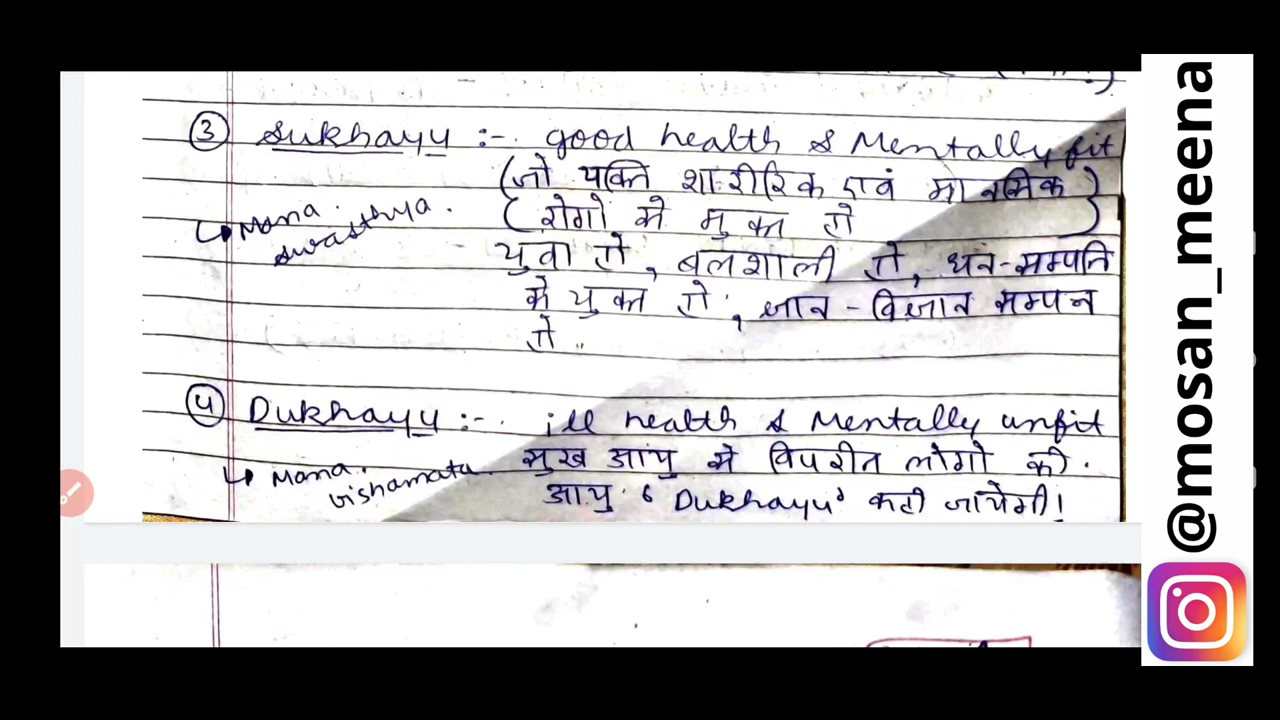 ③ Sukhayu :- good health & Mentally fit
(जो व्यक्ति शारीरिक एवं मानसिक)
(रोगो से मुक्त हो)
↳ Mana.
swasthya.
युवा हो, बलशाली हो, धन-सम्पति
से युक्त हो, ज्ञान-विज्ञान सम्पन्न
हो..
④ Dukhayu :- ill health & Mentally unfit
↳ Mana.
vishamata.
सुख आयु से विपरीत लोगो की.
आयु 'Dukhayu' कही जायेगी।
@mosan_meena